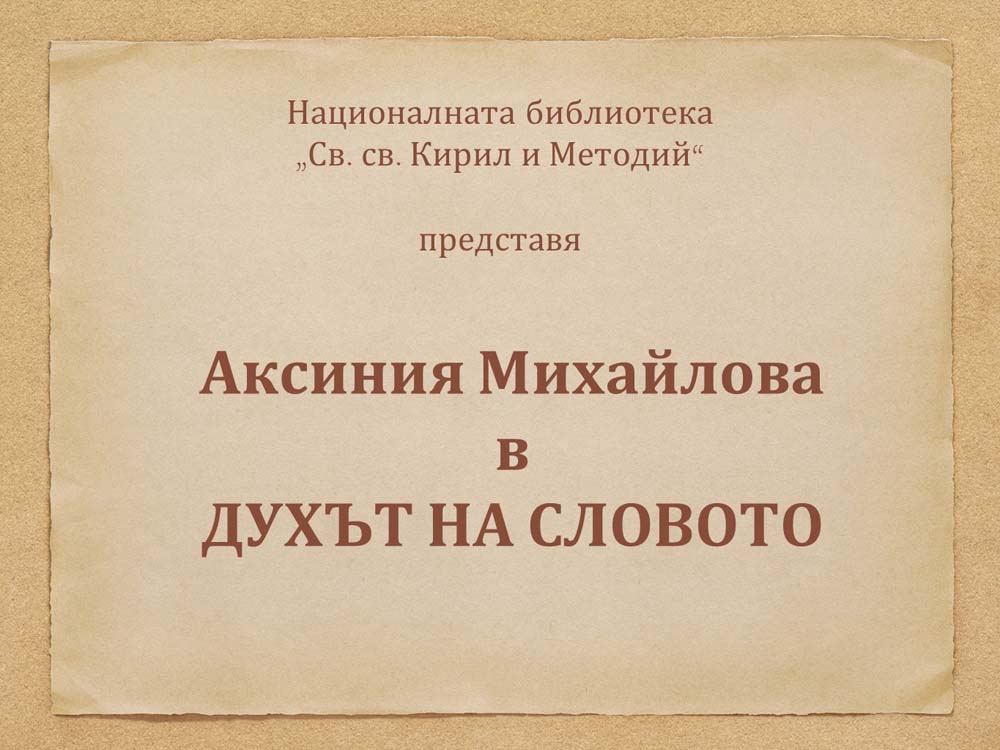 Националната библиотека
„Св. св. Кирил и Методий“
представя
Аксиния Михайлова
в
ДУХЪТ НА СЛОВОТО